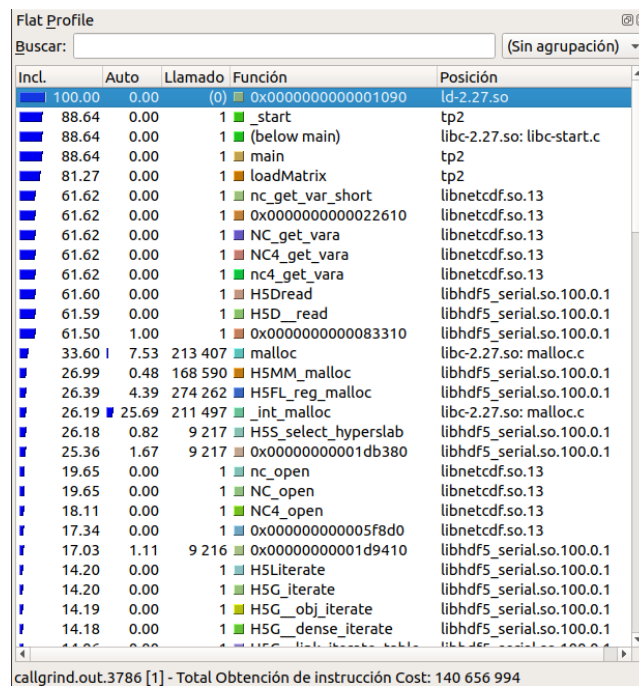 Flat Profile
Buscar: (Sin agrupación)
Incl. Auto Llamado Función Posición
100.00 0.00 (0) 0x0000000000001090 ld-2.27.so
88.64 0.00 1 _start tp2
88.64 0.00 1 (below main) libc-2.27.so: libc-start.c
88.64 0.00 1 main tp2
81.27 0.00 1 loadMatrix tp2
61.62 0.00 1 nc_get_var_short libnetcdf.so.13
61.62 0.00 1 0x0000000000022610 libnetcdf.so.13
61.62 0.00 1 NC_get_vara libnetcdf.so.13
61.62 0.00 1 NC4_get_vara libnetcdf.so.13
61.62 0.00 1 nc4_get_vara libnetcdf.so.13
61.60 0.00 1 H5Dread libhdf5_serial.so.100.0.1
61.59 0.00 1 H5D__read libhdf5_serial.so.100.0.1
61.50 1.00 1 0x0000000000083310 libhdf5_serial.so.100.0.1
33.60 7.53 213 407 malloc libc-2.27.so: malloc.c
26.99 0.48 168 590 H5MM_malloc libhdf5_serial.so.100.0.1
26.39 4.39 274 262 H5FL_reg_malloc libhdf5_serial.so.100.0.1
26.19 25.69 211 497 _int_malloc libc-2.27.so: malloc.c
26.18 0.82 9 217 H5S_select_hyperslab libhdf5_serial.so.100.0.1
25.36 1.67 9 217 0x00000000001db380 libhdf5_serial.so.100.0.1
19.65 0.00 1 nc_open libnetcdf.so.13
19.65 0.00 1 NC_open libnetcdf.so.13
18.11 0.00 1 NC4_open libnetcdf.so.13
17.34 0.00 1 0x000000000005f8d0 libnetcdf.so.13
17.03 1.11 9 216 0x00000000001d9410 libhdf5_serial.so.100.0.1
14.20 0.00 1 H5Literate libhdf5_serial.so.100.0.1
14.20 0.00 1 H5G_iterate libhdf5_serial.so.100.0.1
14.19 0.00 1 H5G__obj_iterate libhdf5_serial.so.100.0.1
14.18 0.00 1 H5G__dense_iterate libhdf5_serial.so.100.0.1
callgrind.out.3786 [1] - Total Obtención de instrucción Cost: 140 656 994